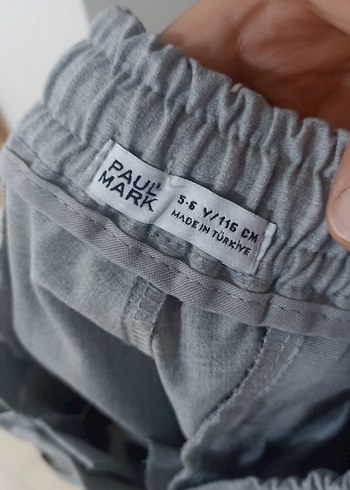 PAUL
MARK
5-6 Y/116 CM
MADE IN TÜRKİYE